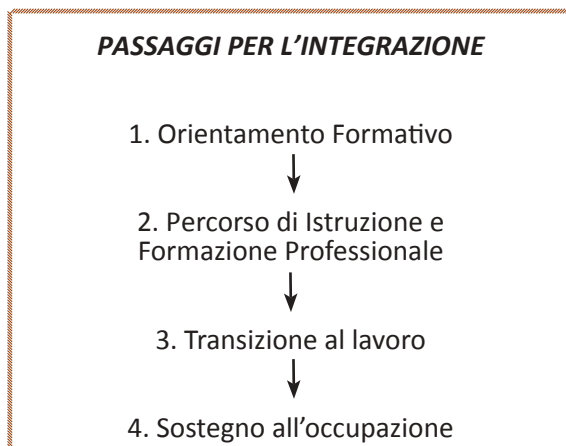 PASSAGGI PER L’INTEGRAZIONE
1. Orientamento Formativo
2. Percorso di Istruzione e
Formazione Professionale
3. Transizione al lavoro
4. Sostegno all’occupazione